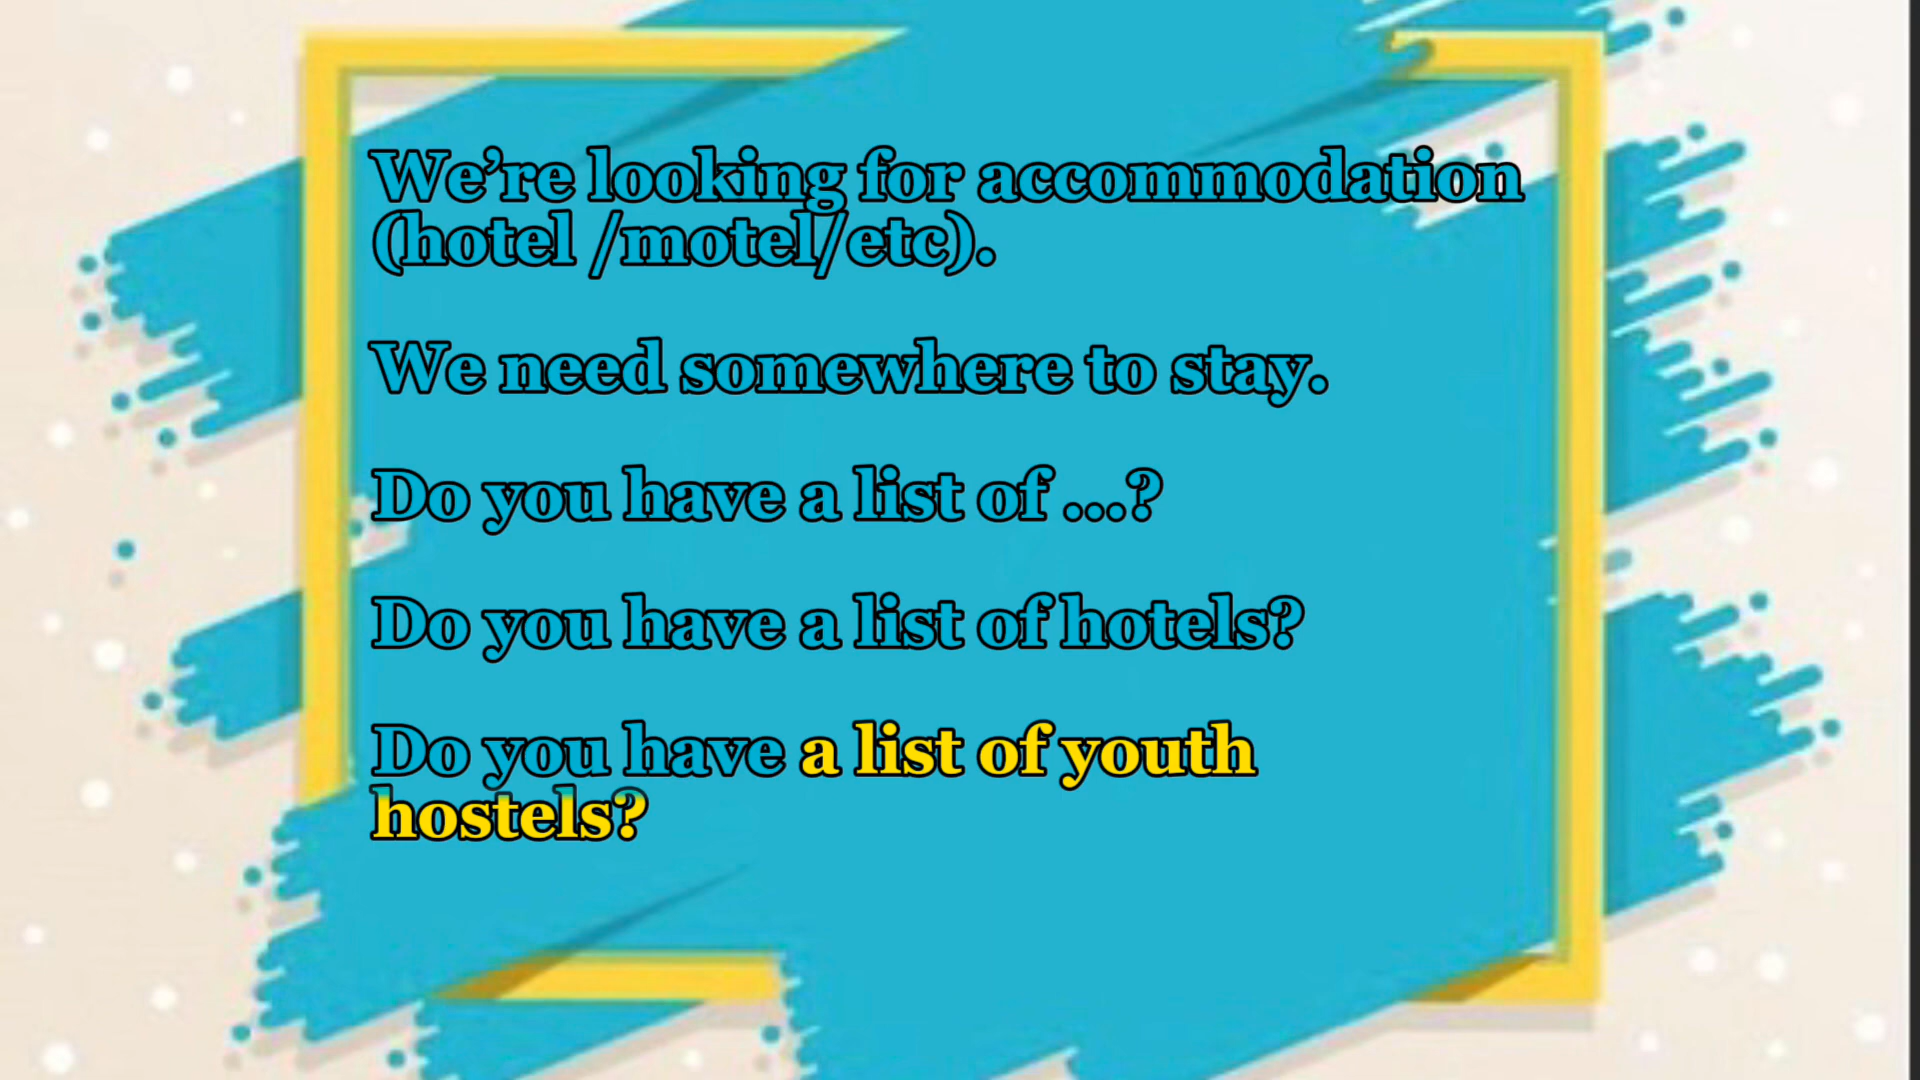 We’re looking for accommodation
(hotel /motel/etc).
We need somewhere to stay.
Do you have a list of ...?
Do you have a list of hotels?
Do you have a list of youth
hostels?